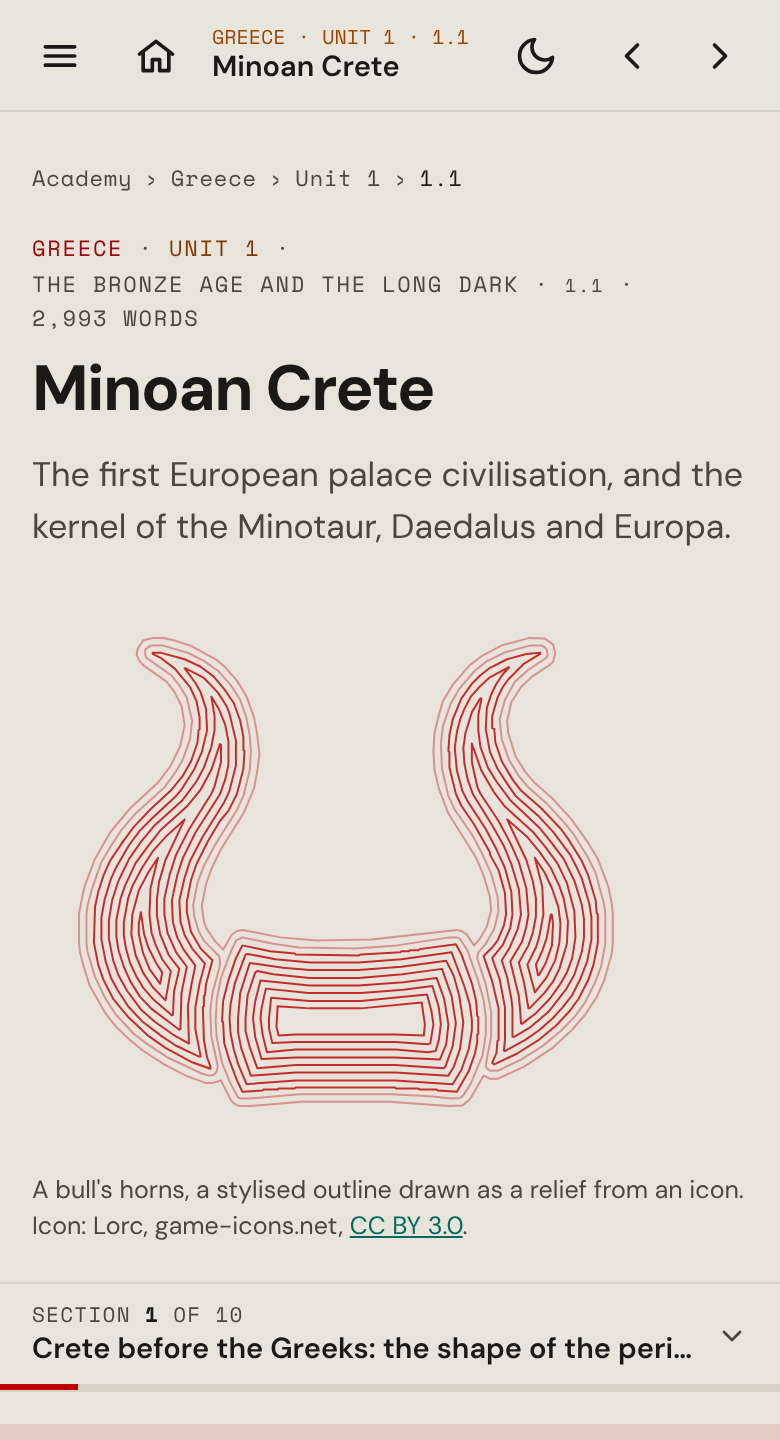 GREECE · UNIT 1 · 1.1
Minoan Crete
Academy › Greece › Unit 1 › 1.1
GREECE · UNIT 1 ·
THE BRONZE AGE AND THE LONG DARK · 1.1 ·
2,993 WORDS
Minoan Crete
The first European palace civilisation, and the
kernel of the Minotaur, Daedalus and Europa.
A bull's horns, a stylised outline drawn as a relief from an icon.
Icon: Lorc, game-icons.net, CC BY 3.0.
SECTION 1 OF 10
Crete before the Greeks: the shape of the peri...